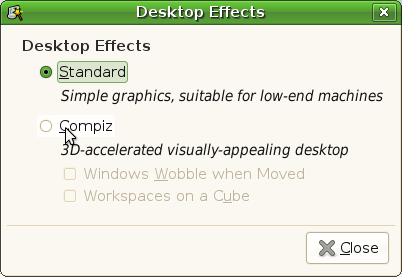 Desktop Effects
Desktop Effects
Standard
Simple graphics, suitable for low-end machines
Compiz
3D-accelerated visually-appealing desktop
Windows Wobble when Moved
Workspaces on a Cube
Close